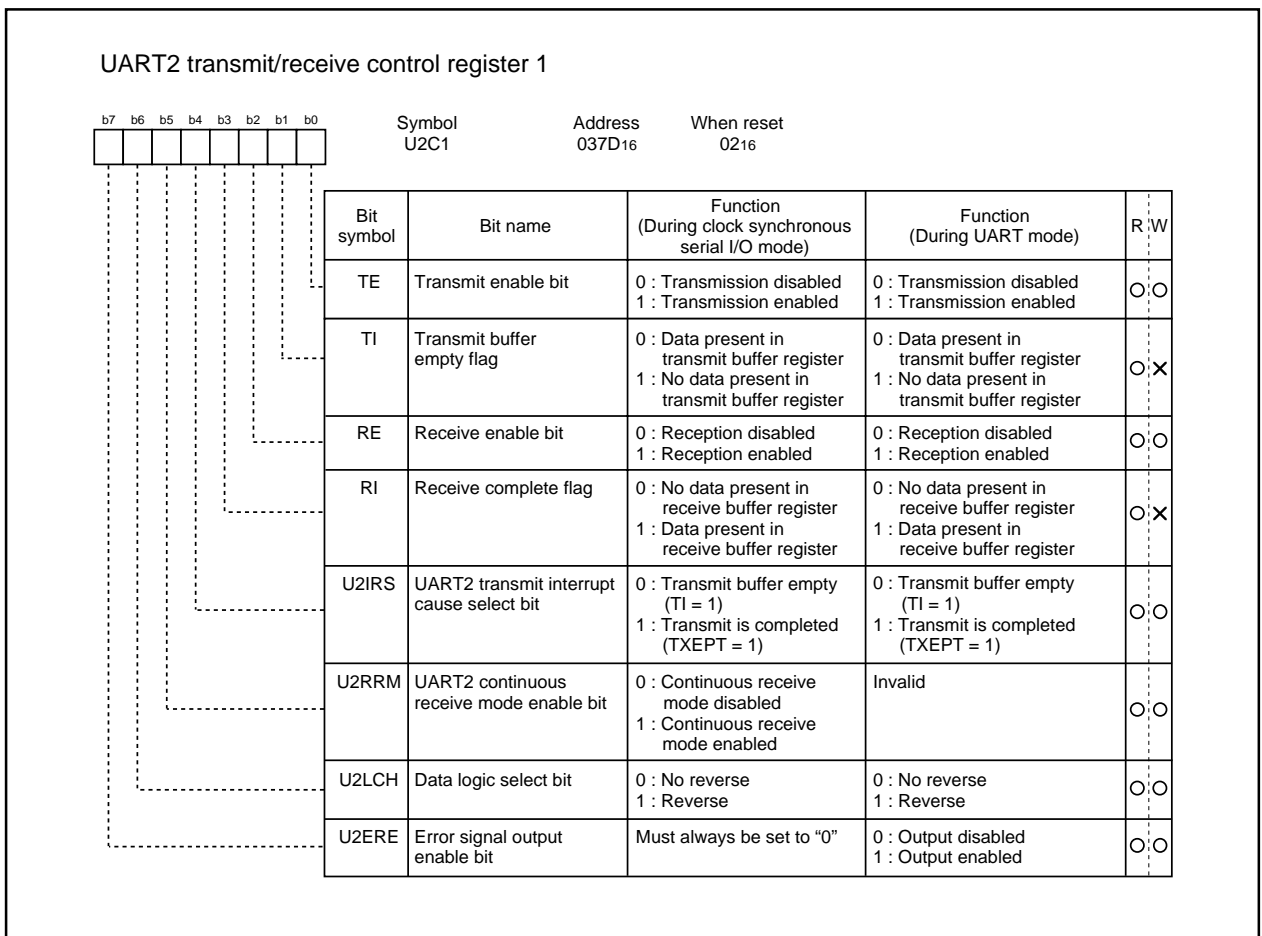 UART2 transmit/receive control register 1
b7 b6 b5 b4 b3 b2 b1 b0
Symbol Address When reset
U2C1 037D16 0216
Bit symbol
Bit name
Function
(During clock synchronous
serial I/O mode)
Function
(During UART mode)
R W
TE
Transmit enable bit
0 : Transmission disabled
1 : Transmission enabled
0 : Transmission disabled
1 : Transmission enabled
TI
Transmit buffer
empty flag
0 : Data present in
transmit buffer register
1 : No data present in
transmit buffer register
0 : Data present in
transmit buffer register
1 : No data present in
transmit buffer register
RE
Receive enable bit
0 : Reception disabled
1 : Reception enabled
0 : Reception disabled
1 : Reception enabled
RI
Receive complete flag
0 : No data present in
receive buffer register
1 : Data present in
receive buffer register
0 : No data present in
receive buffer register
1 : Data present in
receive buffer register
U2IRS
UART2 transmit interrupt
cause select bit
0 : Transmit buffer empty
(TI = 1)
1 : Transmit is completed
(TXEPT = 1)
0 : Transmit buffer empty
(TI = 1)
1 : Transmit is completed
(TXEPT = 1)
U2RRM
UART2 continuous
receive mode enable bit
0 : Continuous receive
mode disabled
1 : Continuous receive
mode enabled
Invalid
U2LCH
Data logic select bit
0 : No reverse
1 : Reverse
0 : No reverse
1 : Reverse
U2ERE
Error signal output
enable bit
Must always be set to “0”
0 : Output disabled
1 : Output enabled